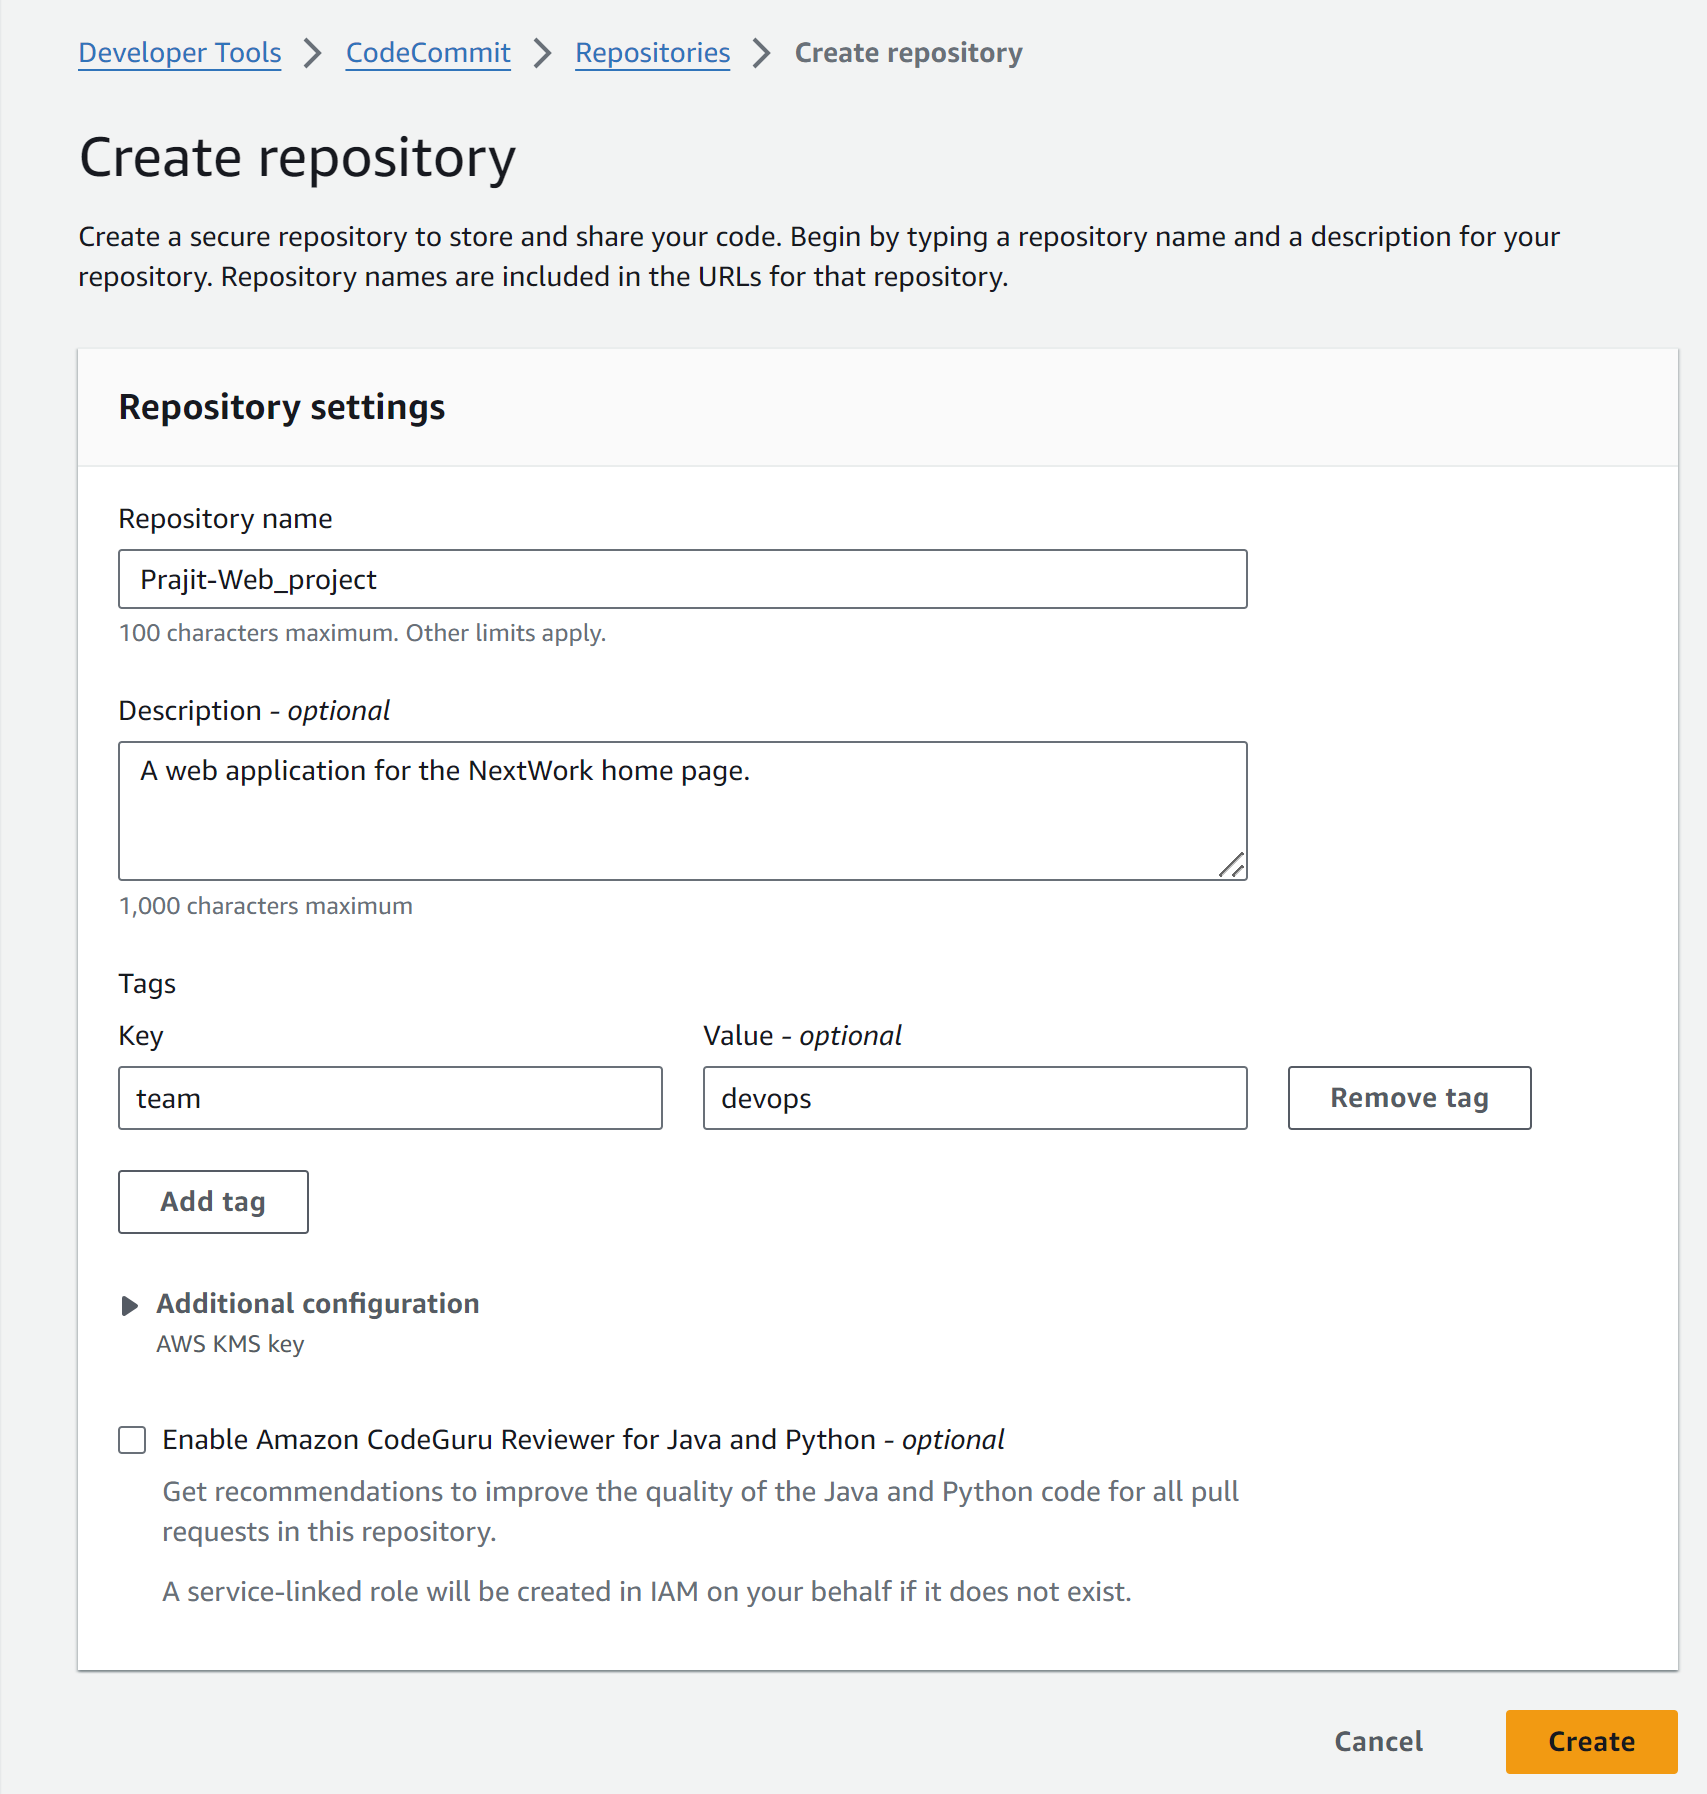 Developer Tools > CodeCommit > Repositories > Create repository
Create repository
Create a secure repository to store and share your code. Begin by typing a repository name and a description for your
repository. Repository names are included in the URLs for that repository.
Repository settings
Repository name
Prajit-Web_project
100 characters maximum. Other limits apply.
Description - optional
A web application for the NextWork home page.
1,000 characters maximum
Tags
Key
Value - optional
team
devops
Remove tag
Add tag
Additional configuration
AWS KMS key
Enable Amazon CodeGuru Reviewer for Java and Python - optional
Get recommendations to improve the quality of the Java and Python code for all pull
requests in this repository.
A service-linked role will be created in IAM on your behalf if it does not exist.
Cancel
Create